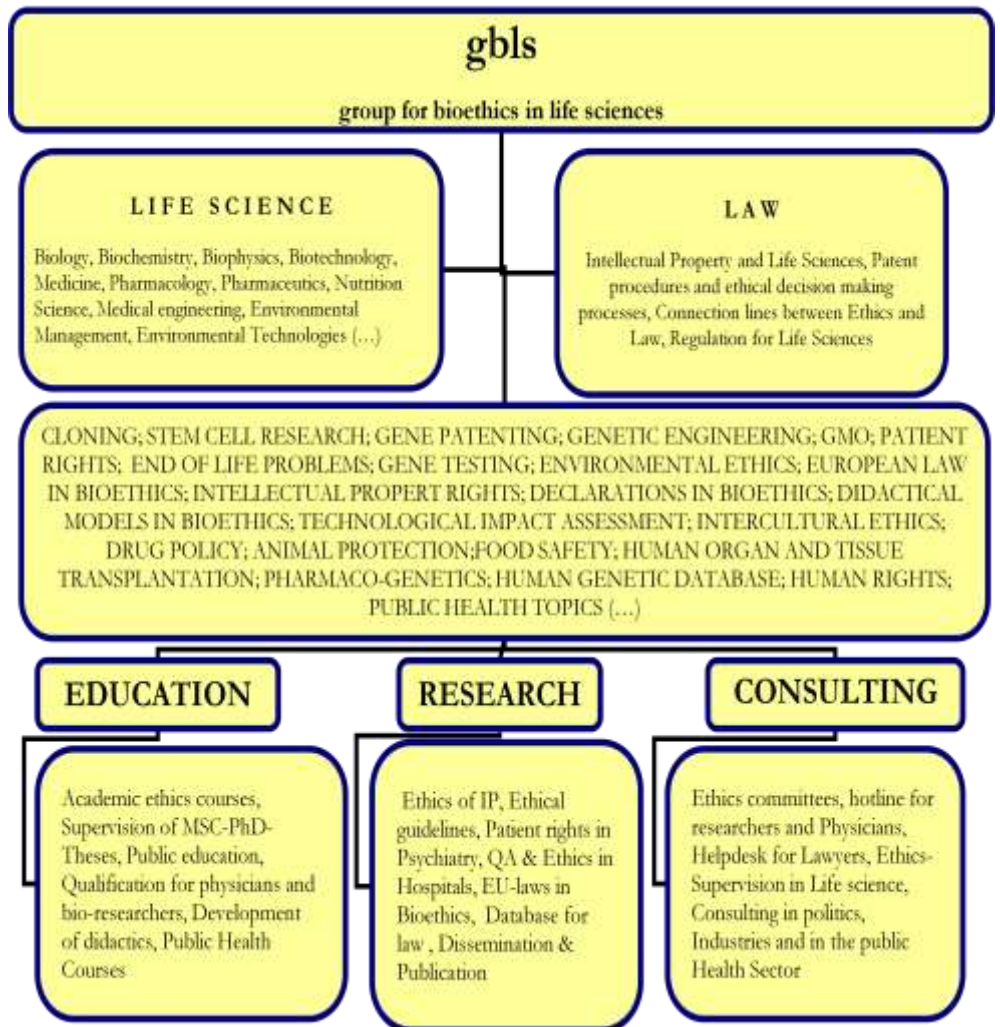 gbls
group for bioethics in life sciences
LIFE SCIENCE
Biology, Biochemistry, Biophysics, Biotechnology,
Medicine, Pharmacology, Pharmaceutics, Nutrition
Science, Medical engineering, Environmental
Management, Environmental Technologies (…)
LAW
Intellectual Property and Life Sciences, Patent
procedures and ethical decision making
processes, Connection lines between Ethics and
Law, Regulation for Life Sciences
CLONING; STEM CELL RESEARCH; GENE PATENTING; GENETIC ENGINEERING; GMO; PATIENT
RIGHTS; END OF LIFE PROBLEMS; GENE TESTING; ENVIRONMENTAL ETHICS; EUROPEAN LAW
IN BIOETHICS; INTELLECTUAL PROPERT RIGHTS; DECLARATIONS IN BIOETHICS; DIDACTICAL
MODELS IN BIOETHICS; TECHNOLOGICAL IMPACT ASSESSMENT; INTERCULTURAL ETHICS;
DRUG POLICY; ANIMAL PROTECTION;FOOD SAFETY; HUMAN ORGAN AND TISSUE
TRANSPLANTATION; PHARMACO-GENETICS; HUMAN GENETIC DATABASE; HUMAN RIGHTS;
PUBLIC HEALTH TOPICS (…)
EDUCATION
Academic ethics courses,
Supervision of MSC-PhD-
Theses, Public education,
Qualification for physicians and
bio-researchers, Development
of didactics, Public Health
Courses
RESEARCH
Ethics of IP, Ethical
guidelines, Patient rights in
Psychiatry, QA & Ethics in
Hospitals, EU-laws in
Bioethics, Database for
law , Dissemination &
Publication
CONSULTING
Ethics committees, hotline for
researchers and Physicians,
Helpdesk for Lawyers, Ethics-
Supervision in Life science,
Consulting in politics,
Industries and in the public
Health Sector